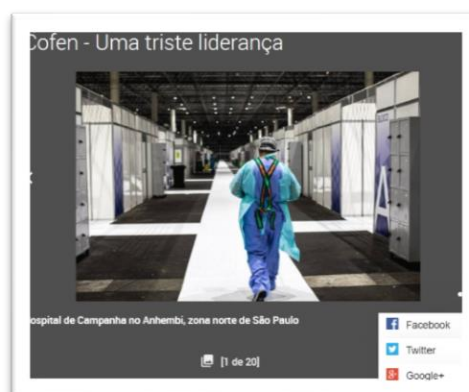 Cofen - Uma triste liderança
A
ospital de Campanha no Anhembi, zona norte de São Paulo
[1 de 20]
Facebook
Twitter
Google+